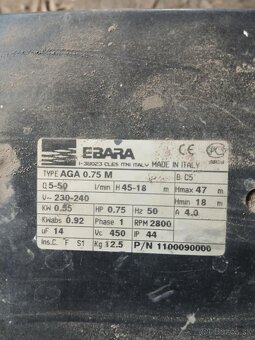 EBARA
I-38023 CLES (TN) ITALY MADE IN ITALY
TYPE AGA 0.75 M B C5
Q 5-50 l/min H 45-18 m Hmax 47 m
V~ 230-240 Hmin 18 m
KW 0.55 HP 0.75 Hz 50 A 4.0
KWabs 0.92 Phase 1 RPM 2800
uF 14 Vc 450 IP 44
Ins.C. F S1 Kg 12.5 P/N 1100090000